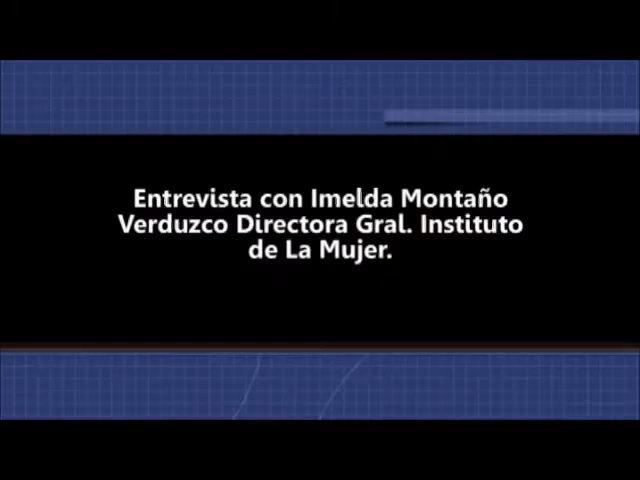 Entrevista con Imelda Montaño
Verduzco Directora Gral. Instituto
de La Mujer.